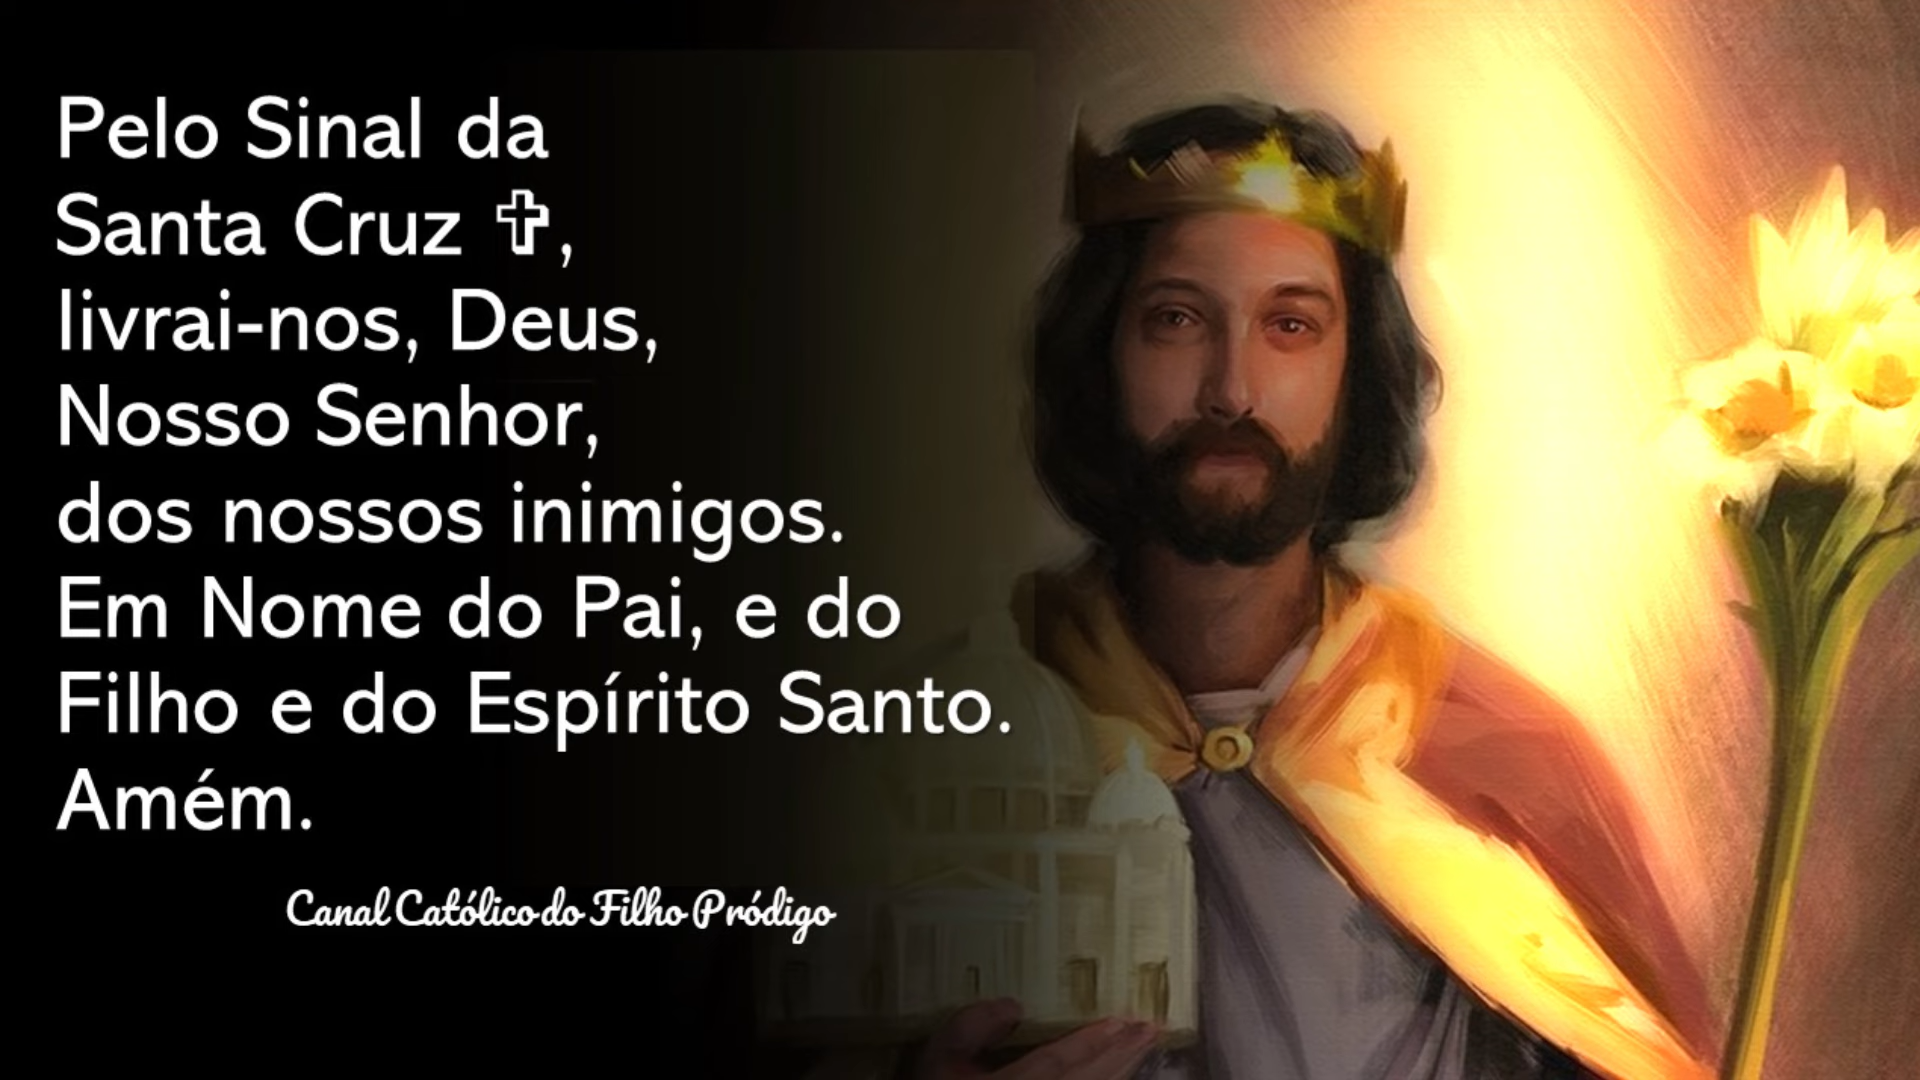 Pelo Sinal da
Santa Cruz ✞,
livrai-nos, Deus,
Nosso Senhor,
dos nossos inimigos.
Em Nome do Pai, e do
Filho e do Espírito Santo.
Amém.
Canal Católico do Filho Pródigo